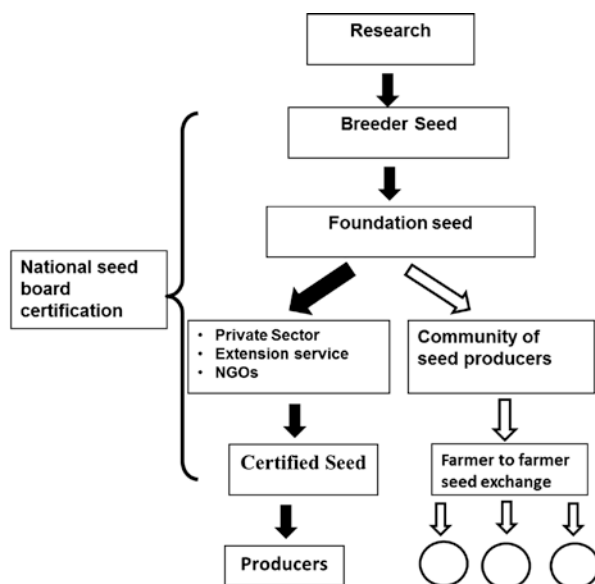 Research
Breeder Seed
Foundation seed
National seed
board
certification
• Private Sector
• Extension service
• NGOs
Community of
seed producers
Certified Seed
Farmer to farmer
seed exchange
Producers